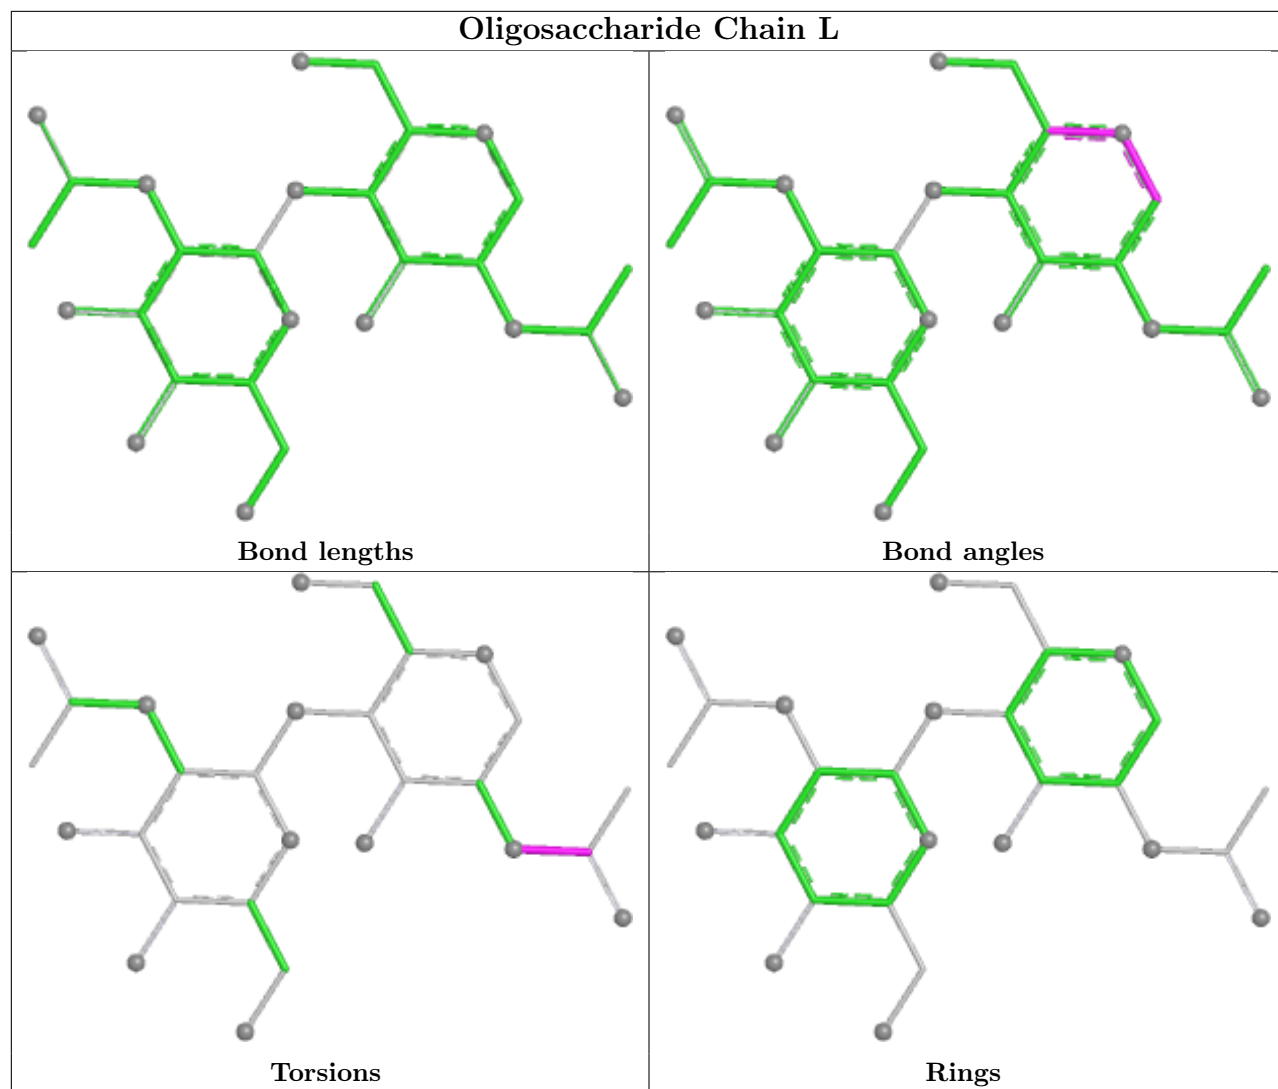 Oligosaccharide Chain L
Bond lengths
Bond angles
Torsions
Rings